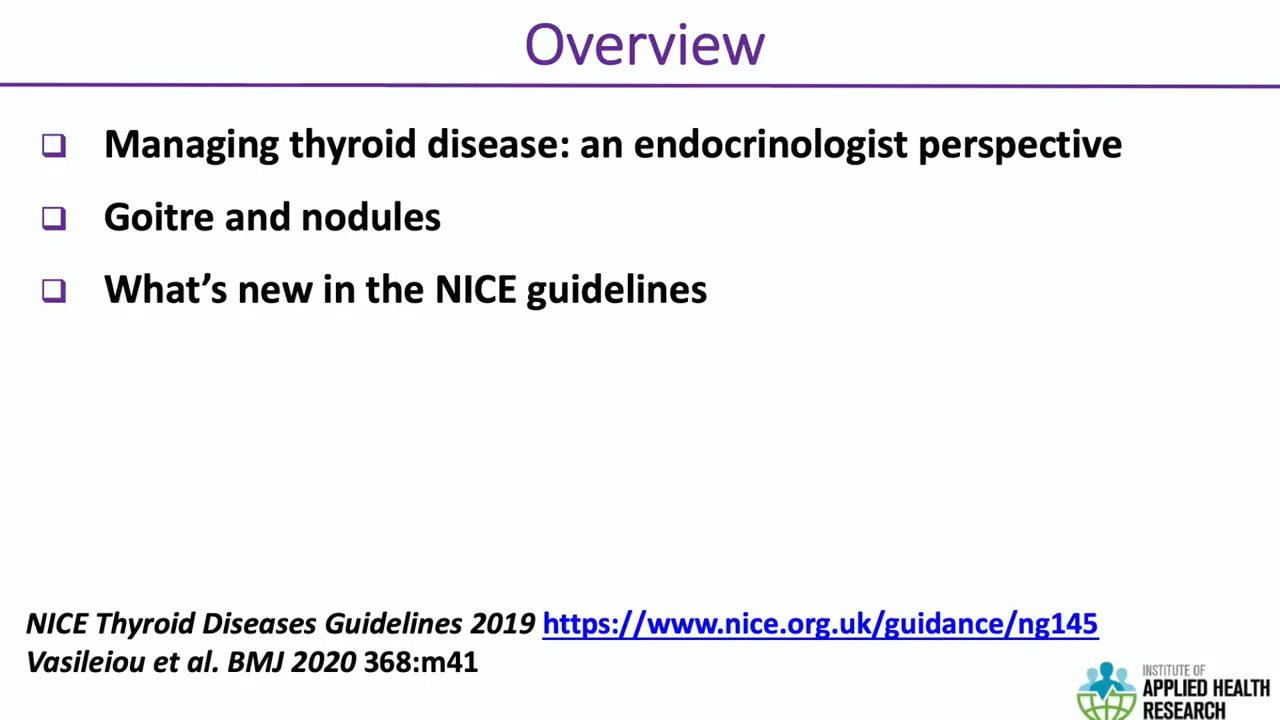 Overview
Managing thyroid disease: an endocrinologist perspective
Goitre and nodules
What's new in the NICE guidelines
NICE Thyroid Diseases Guidelines 2019 https://www.nice.org.uk/guidance/ng145
Vasileiou et al. BMJ 2020 368:m41
INSTITUTE OF
APPLIED HEALTH
RESEARCH